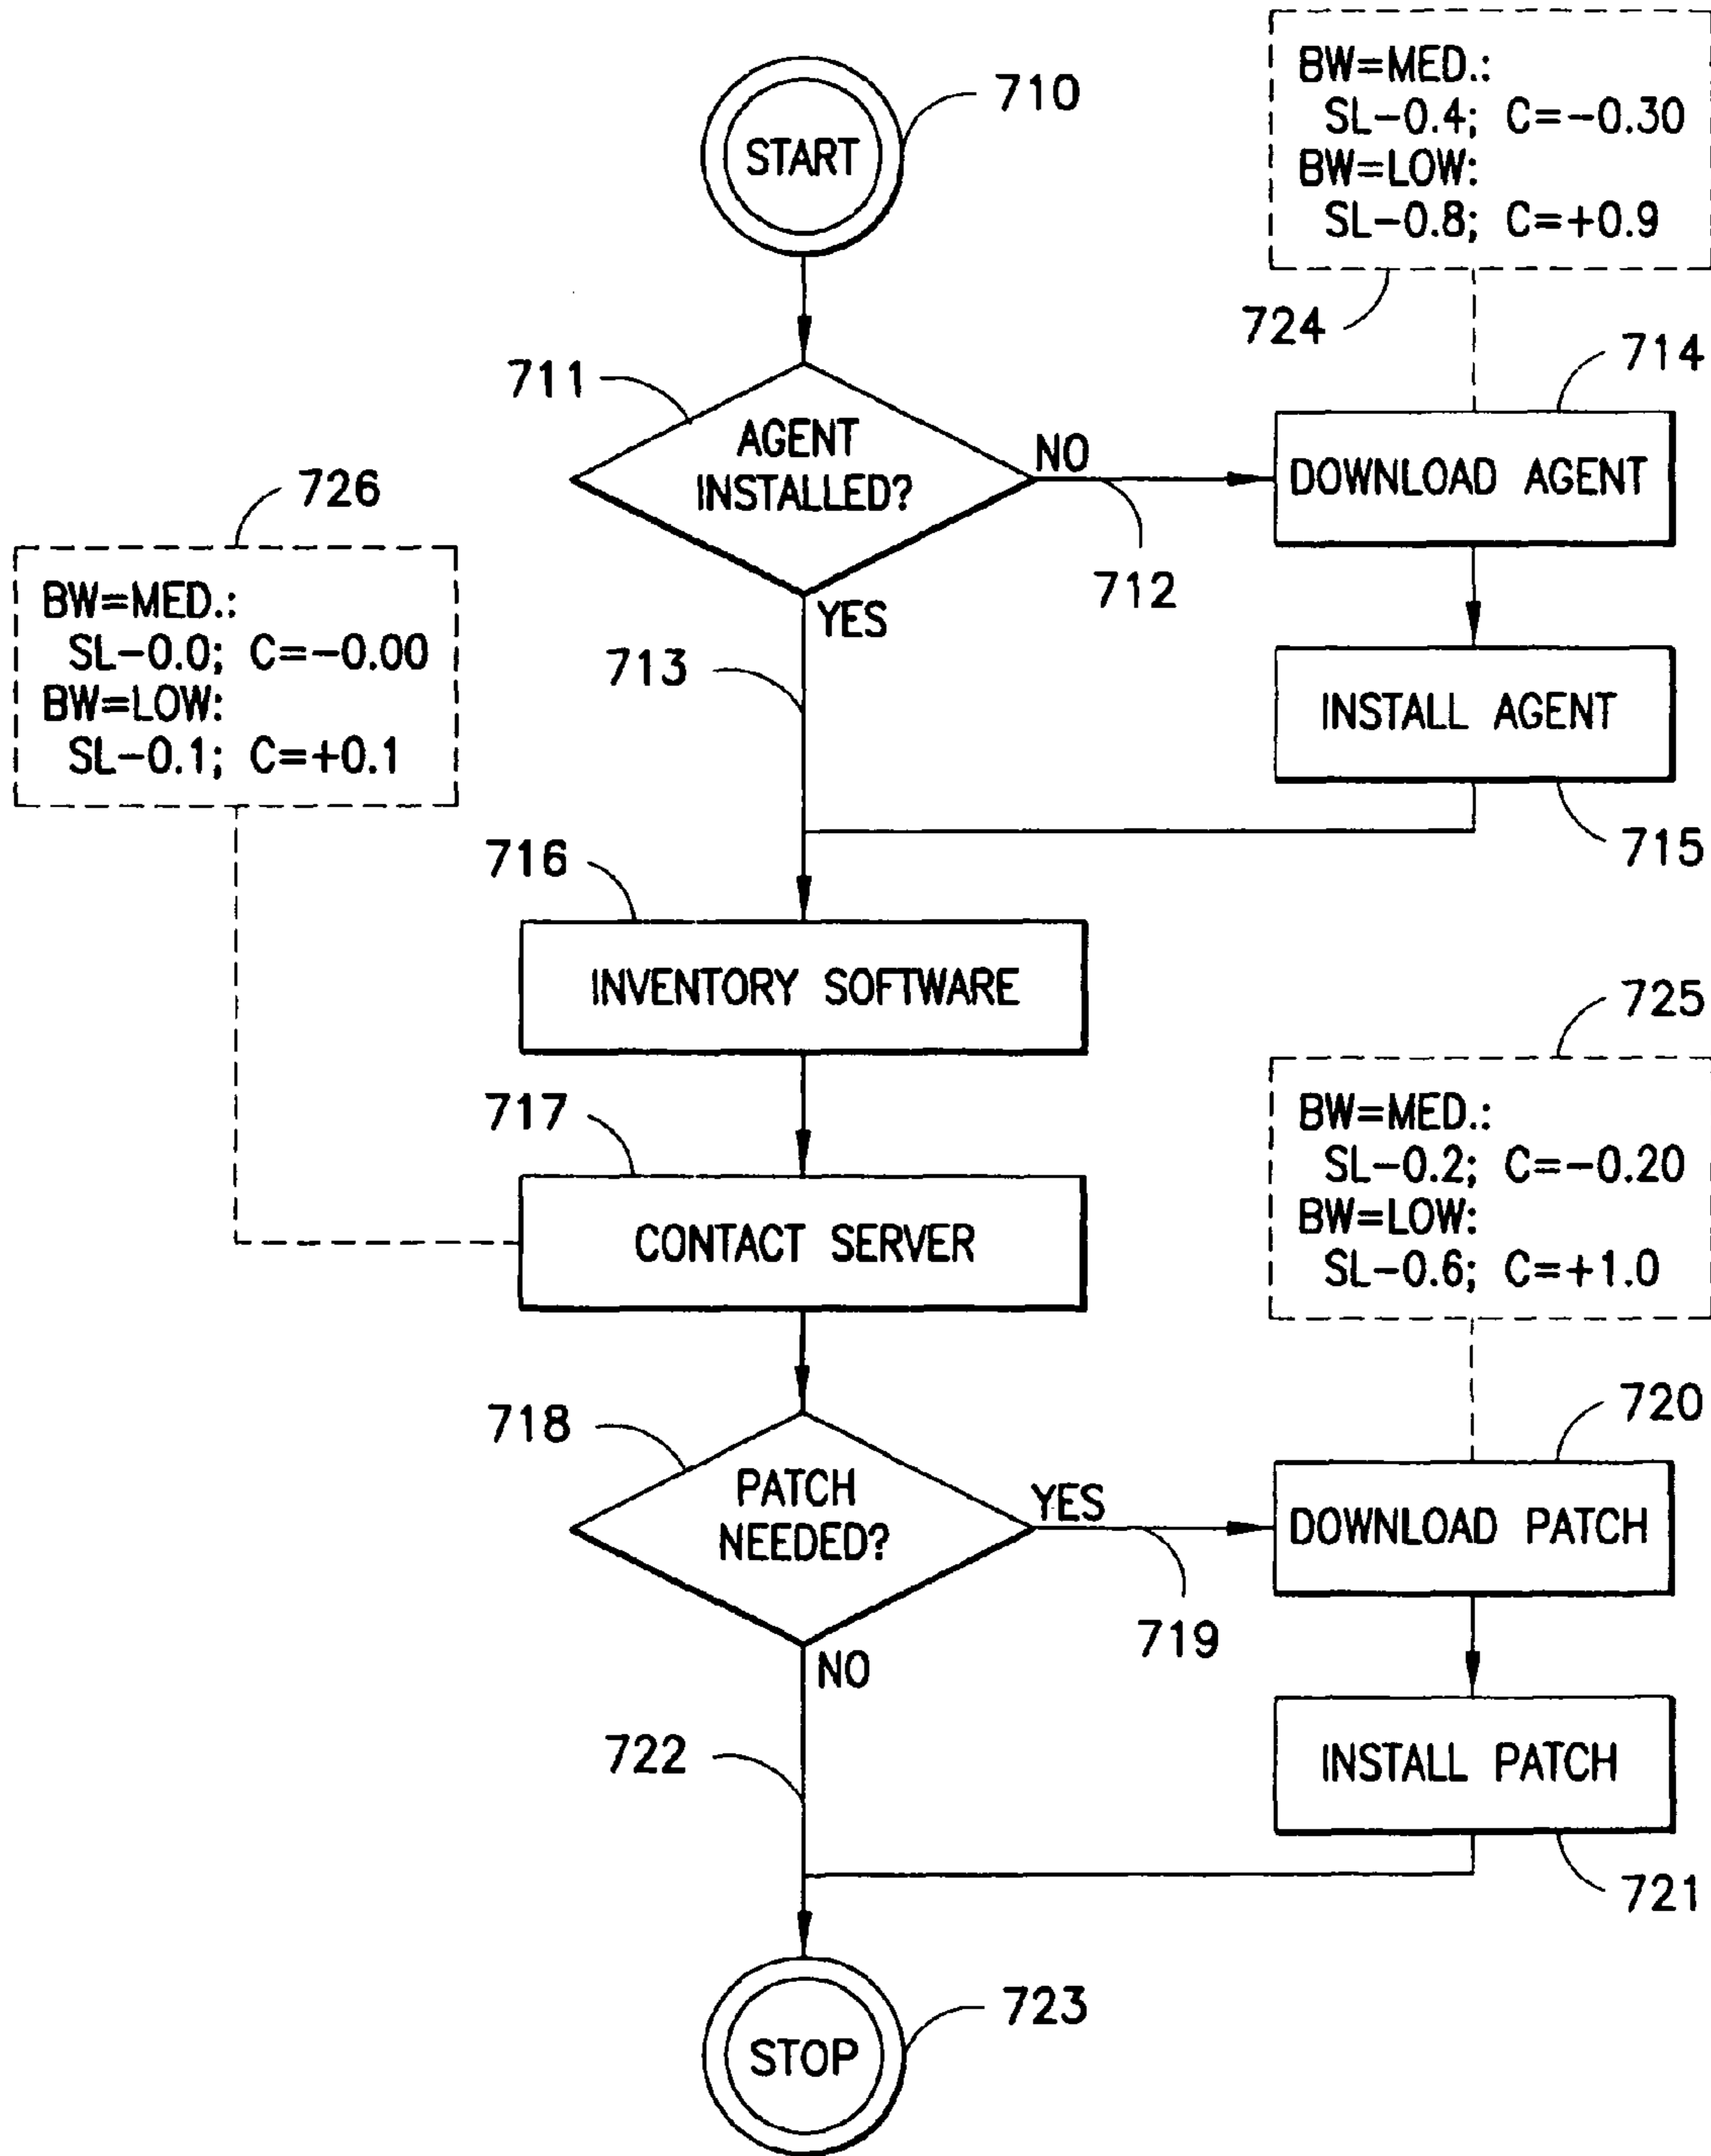 710
START
BW=MED.:
SL-0.4; C=-0.30
BW=LOW:
SL-0.8; C=+0.9
724
714
711
AGENT
INSTALLED?
NO
712
DOWNLOAD AGENT
YES
713
INSTALL AGENT
715
726
BW=MED.:
SL-0.0; C=-0.00
BW=LOW:
SL-0.1; C=+0.1
716
INVENTORY SOFTWARE
717
CONTACT SERVER
725
BW=MED.:
SL-0.2; C=-0.20
BW=LOW:
SL-0.6; C=+1.0
718
PATCH
NEEDED?
YES
719
720
DOWNLOAD PATCH
NO
722
INSTALL PATCH
721
723
STOP